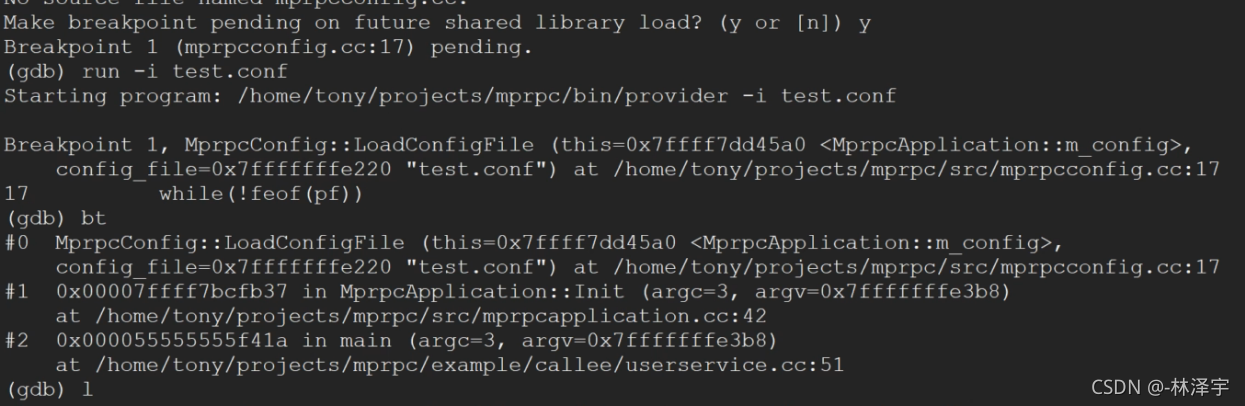 No source file named mprpcconfig.cc.
Make breakpoint pending on future shared library load? (y or [n]) y
Breakpoint 1 (mprpcconfig.cc:17) pending.
(gdb) run -i test.conf
Starting program: /home/tony/projects/mprpc/bin/provider -i test.conf
Breakpoint 1, MprpcConfig::LoadConfigFile (this=0x7ffff7dd45a0 <MprpcApplication::m_config>,
    config_file=0x7fffffffe220 "test.conf") at /home/tony/projects/mprpc/src/mprpcconfig.cc:17
17          while(!feof(pf))
(gdb) bt
#0  MprpcConfig::LoadConfigFile (this=0x7ffff7dd45a0 <MprpcApplication::m_config>,
    config_file=0x7fffffffe220 "test.conf") at /home/tony/projects/mprpc/src/mprpcconfig.cc:17
#1  0x00007ffff7bcfb37 in MprpcApplication::Init (argc=3, argv=0x7fffffffe3b8)
    at /home/tony/projects/mprpc/src/mprpcapplication.cc:42
#2  0x000055555555f41a in main (argc=3, argv=0x7fffffffe3b8)
    at /home/tony/projects/mprpc/example/callee/userservice.cc:51
(gdb) l
CSDN @-林泽宇